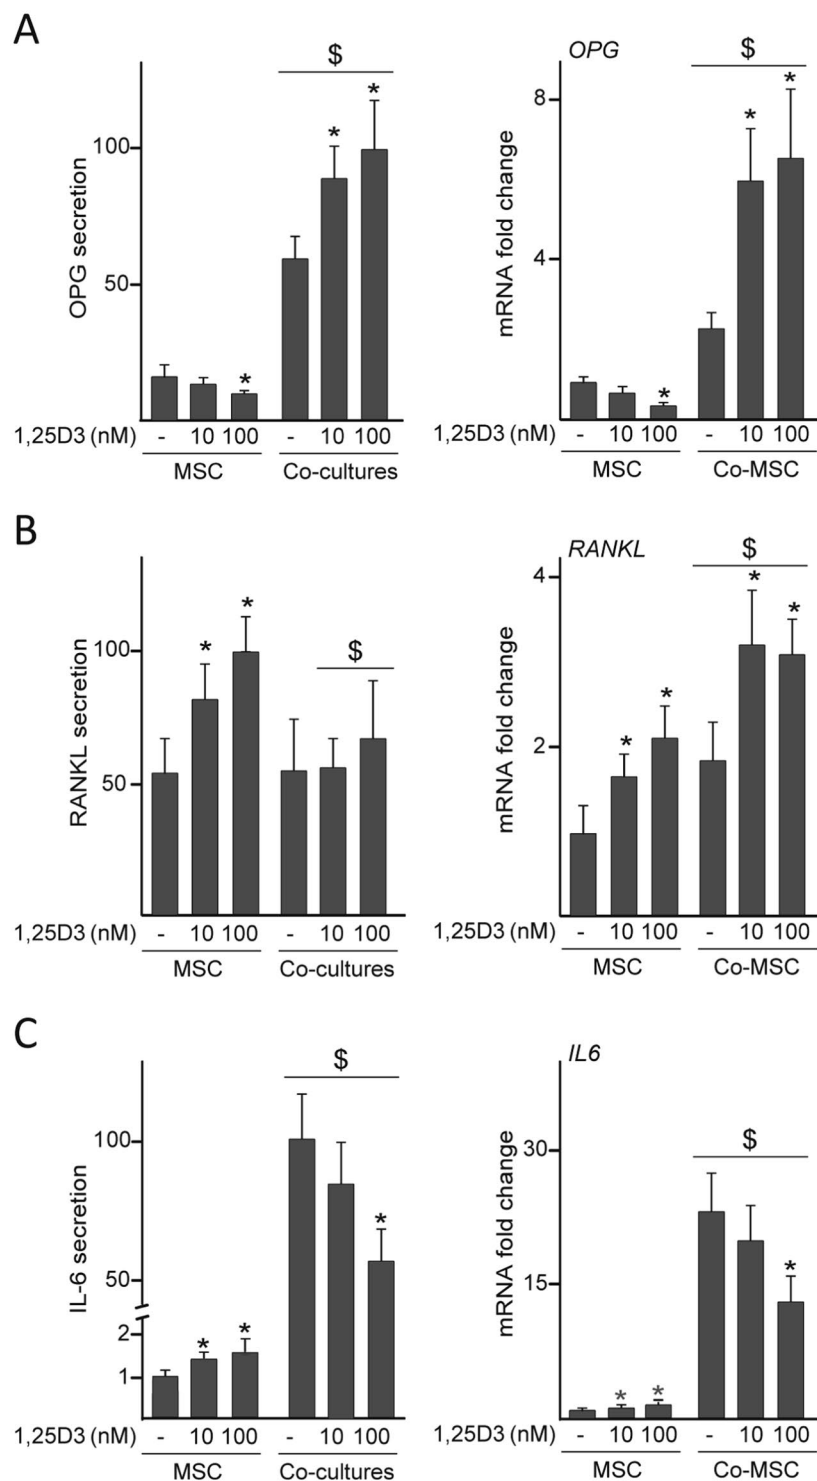 A
OPG secretion
100
50
$
* * *
1,25D3 (nM) - 10 100 - 10 100
MSC Co-cultures
OPG
mRNA fold change
8
4
$
* * *
1,25D3 (nM) - 10 100 - 10 100
MSC Co-MSC
B
RANKL secretion
100
50
* * $
1,25D3 (nM) - 10 100 - 10 100
MSC Co-cultures
RANKL
mRNA fold change
4
2
$
* * * *
1,25D3 (nM) - 10 100 - 10 100
MSC Co-MSC
C
IL-6 secretion
100
50
2
1
$
* * *
1,25D3 (nM) - 10 100 - 10 100
MSC Co-cultures
IL6
mRNA fold change
30
15
$
* * *
1,25D3 (nM) - 10 100 - 10 100
MSC Co-MSC